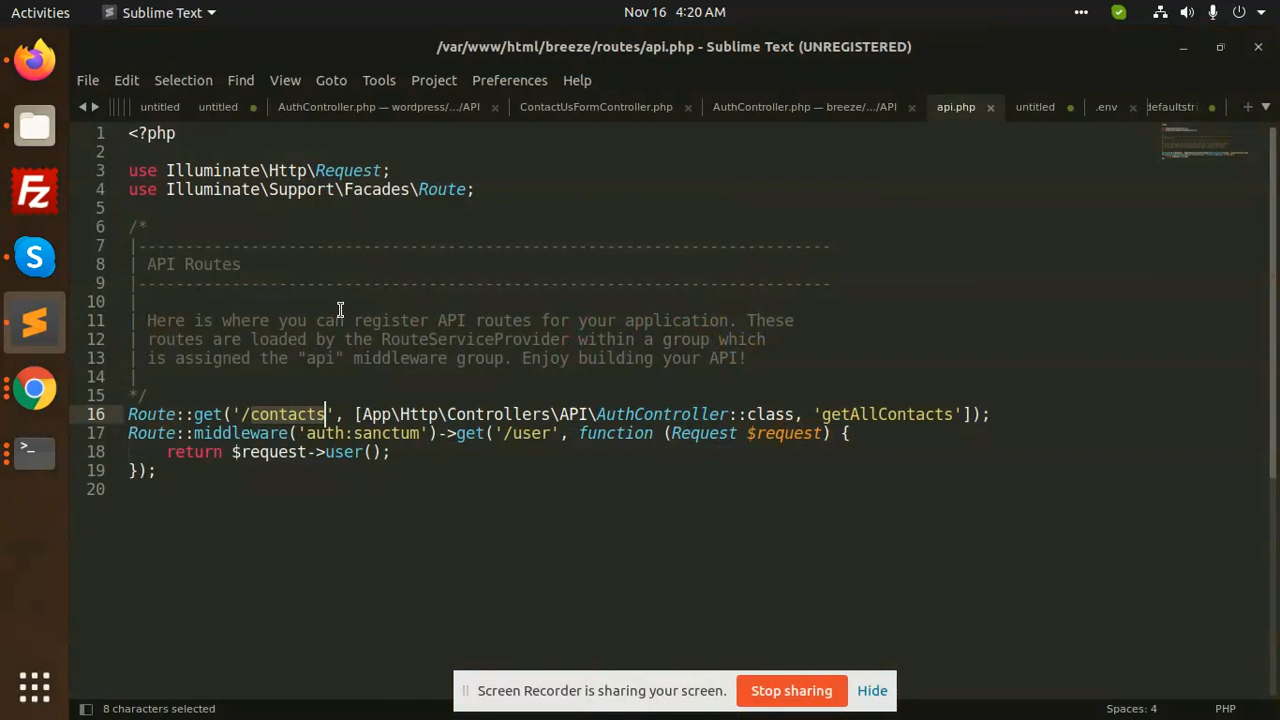 Activities Sublime Text Nov 16 4:20 AM
/var/www/html/breeze/routes/api.php - Sublime Text (UNREGISTERED)
File Edit Selection Find View Goto Tools Project Preferences Help
untitled untitled AuthController.php — wordpress/.../API ContactUsFormController.php AuthController.php — breeze/.../API api.php untitled .env defaultstri
1 <?php
2
3 use Illuminate\Http\Request;
4 use Illuminate\Support\Facades\Route;
5
6 /*
7 |--------------------------------------------------------------------------
8 | API Routes
9 |--------------------------------------------------------------------------
10 |
11 | Here is where you can register API routes for your application. These
12 | routes are loaded by the RouteServiceProvider within a group which
13 | is assigned the "api" middleware group. Enjoy building your API!
14 |
15 */
16 Route::get('/contacts', [App\Http\Controllers\API\AuthController::class, 'getAllContacts']);
17 Route::middleware('auth:sanctum')->get('/user', function (Request $request) {
18     return $request->user();
19 });
20
Screen Recorder is sharing your screen. Stop sharing Hide
8 characters selected Spaces: 4 PHP